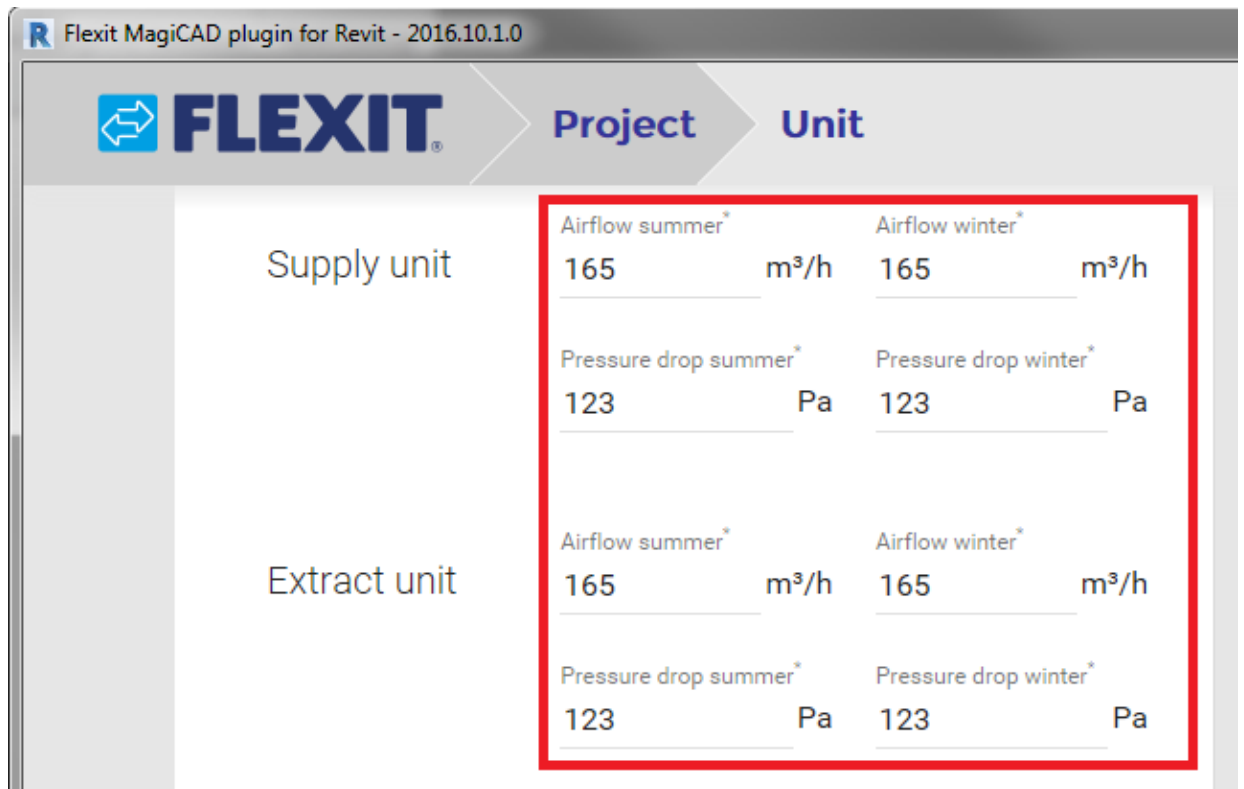 Flexit MagiCAD plugin for Revit - 2016.10.1.0
FLEXIT® Project Unit
Airflow summer* Airflow winter*
Supply unit 165 m³/h 165 m³/h
Pressure drop summer* Pressure drop winter*
123 Pa 123 Pa
Airflow summer* Airflow winter*
Extract unit 165 m³/h 165 m³/h
Pressure drop summer* Pressure drop winter*
123 Pa 123 Pa